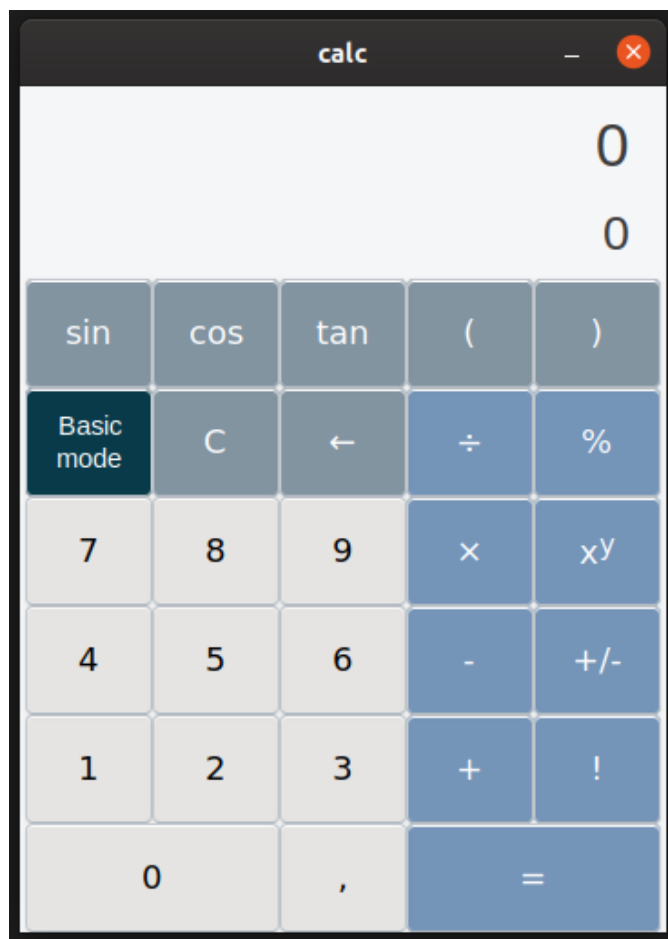 calc
0
0
sin cos tan ( )
Basic mode C ← ÷ %
7 8 9 × xʸ
4 5 6 - +/-
1 2 3 + !
0 , =